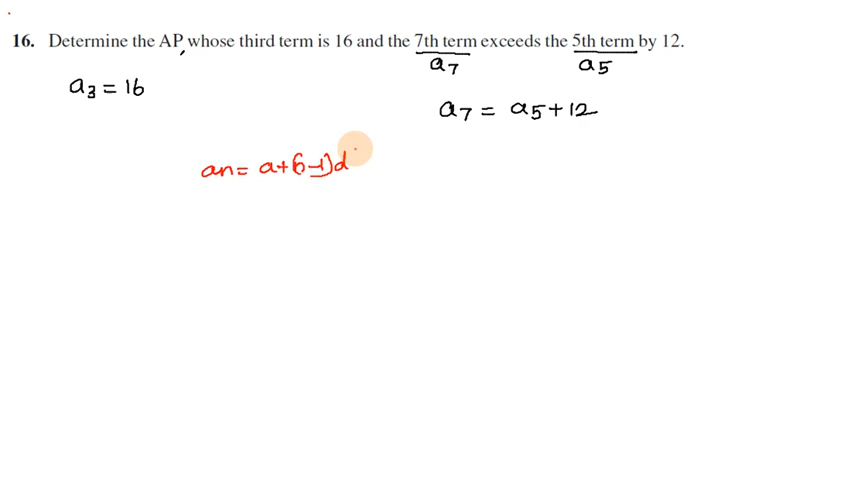 16. Determine the AP whose third term is 16 and the 7th term exceeds the 5th term by 12.
a7 a5
a3 = 16
a7 = a5 + 12
an = a + (n-1)d